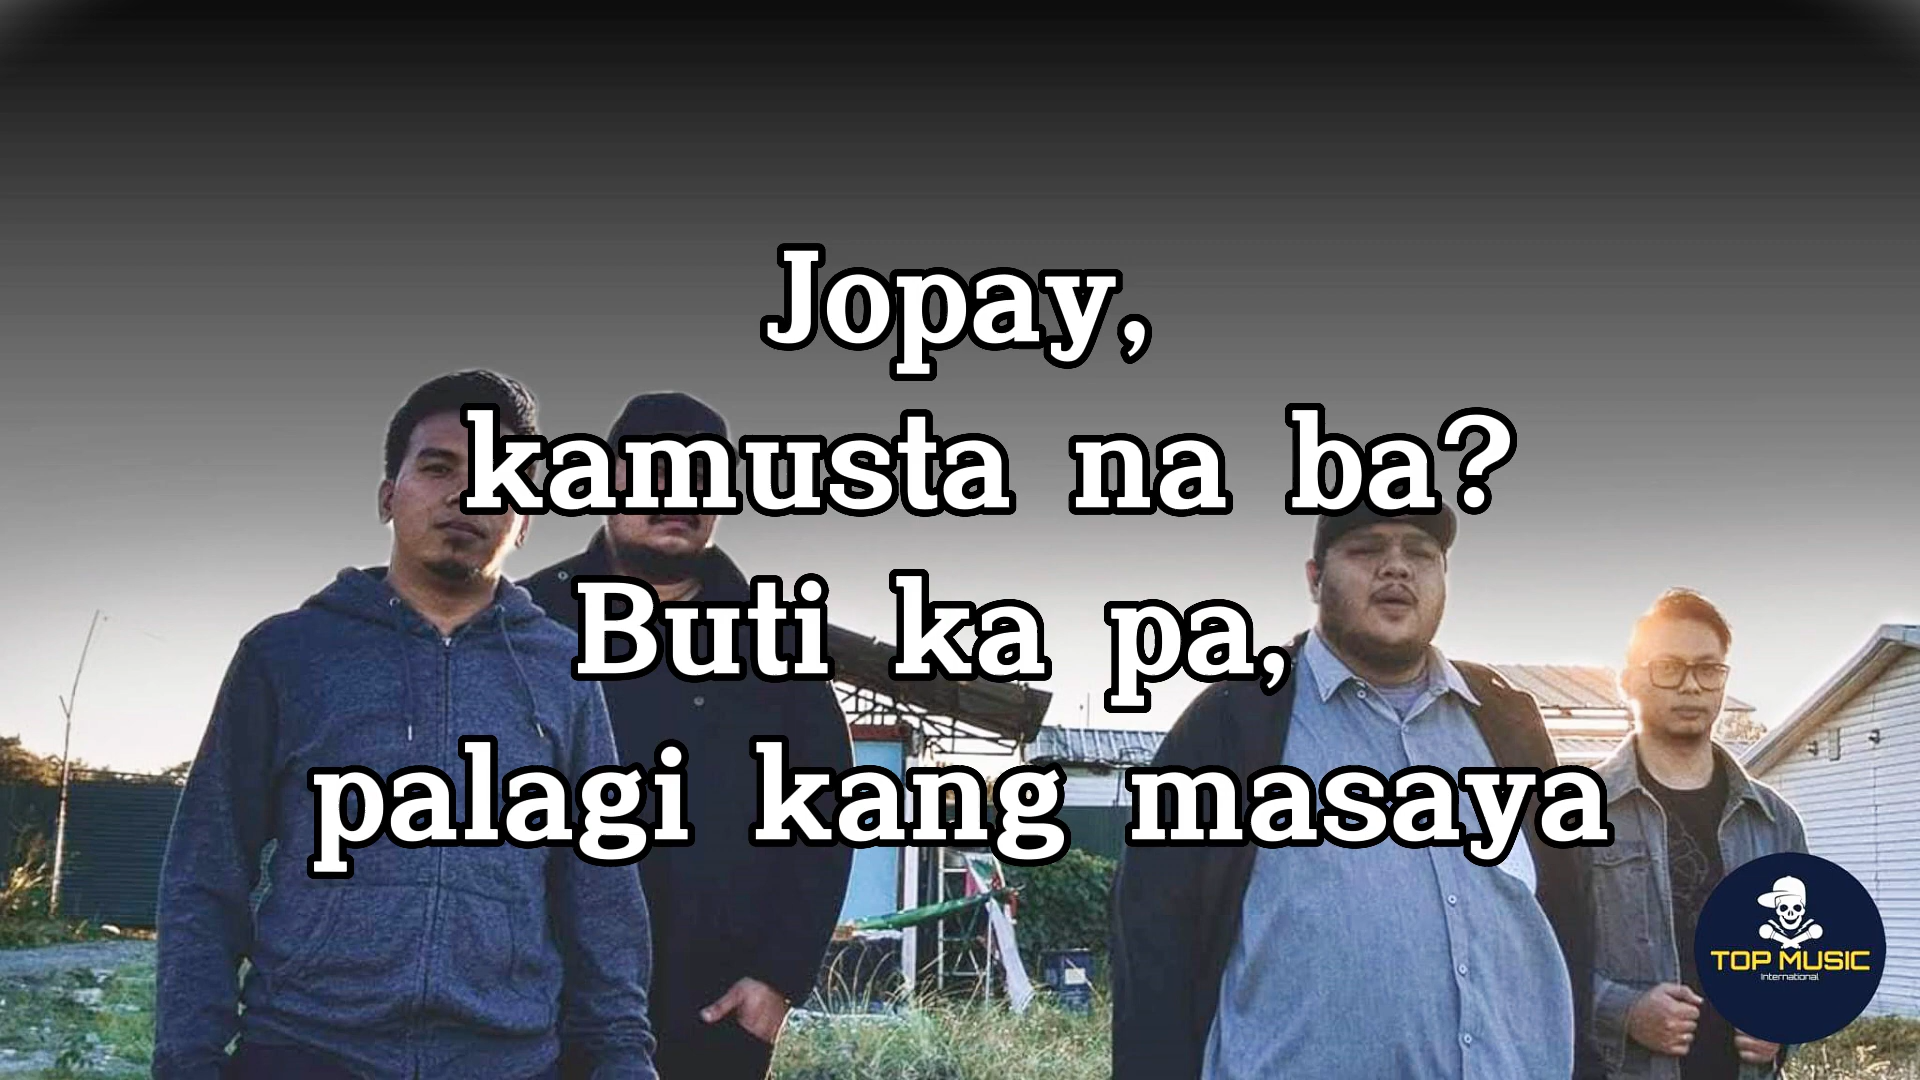 Jopay,
kamusta na ba?
Buti ka pa,
palagi kang masaya
TOP MUSIC
International